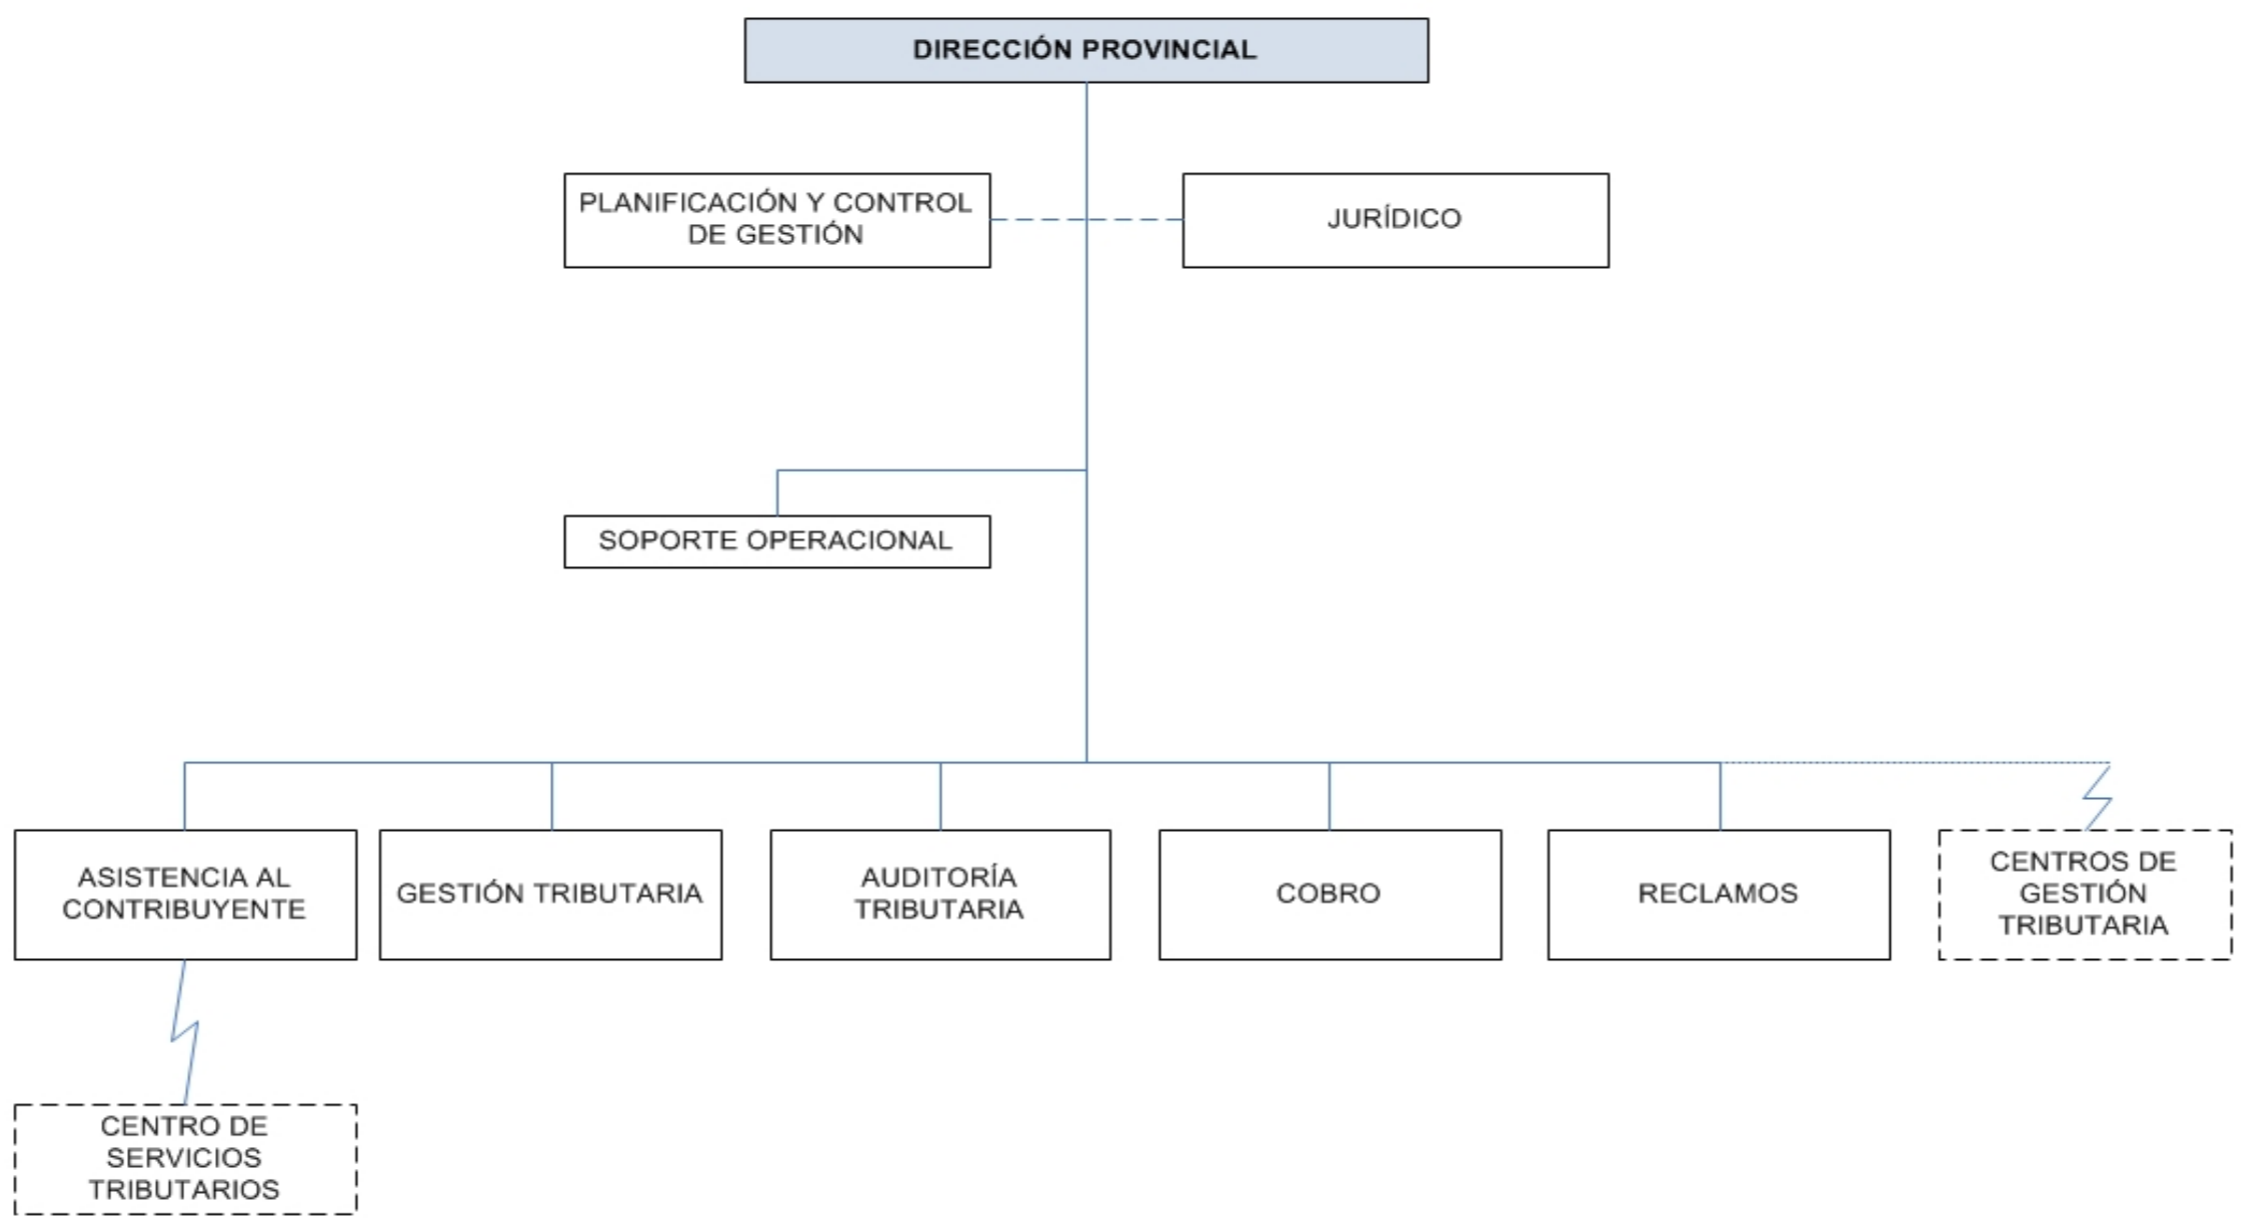 DIRECCIÓN PROVINCIAL
PLANIFICACIÓN Y CONTROL
DE GESTIÓN
JURÍDICO
SOPORTE OPERACIONAL
ASISTENCIA AL
CONTRIBUYENTE
GESTIÓN TRIBUTARIA
AUDITORÍA
TRIBUTARIA
COBRO
RECLAMOS
CENTROS DE
GESTIÓN
TRIBUTARIA
CENTRO DE
SERVICIOS
TRIBUTARIOS